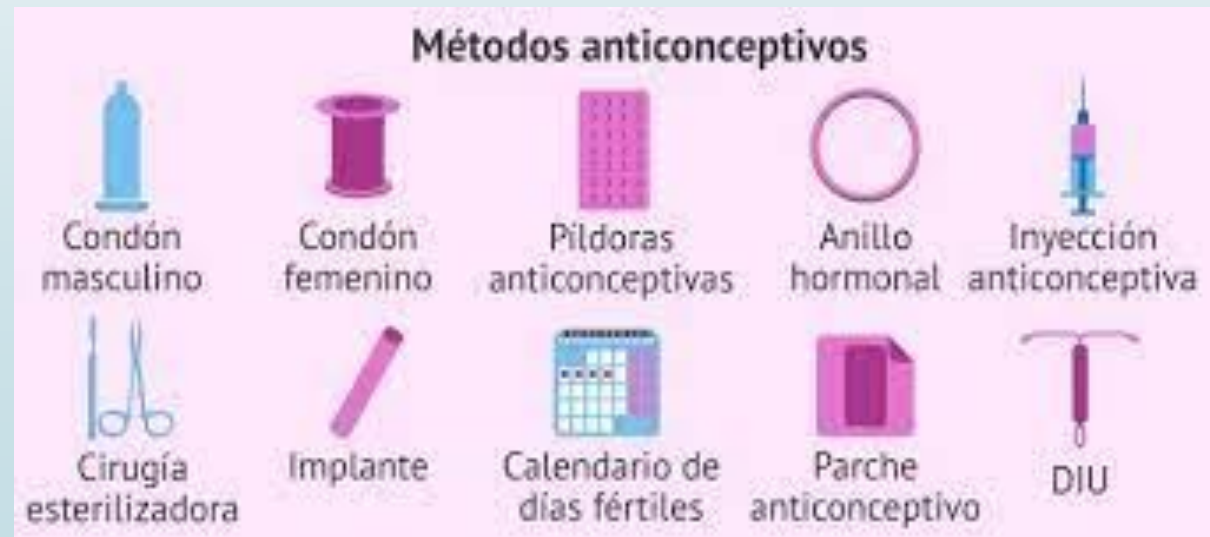 Métodos anticonceptivos
Condón
masculino
Condón
femenino
Píldoras
anticonceptivas
Anillo
hormonal
Inyección
anticonceptiva
Cirugía
esterilizadora
Implante
Calendario de
días fértiles
Parche
anticonceptivo
DIU